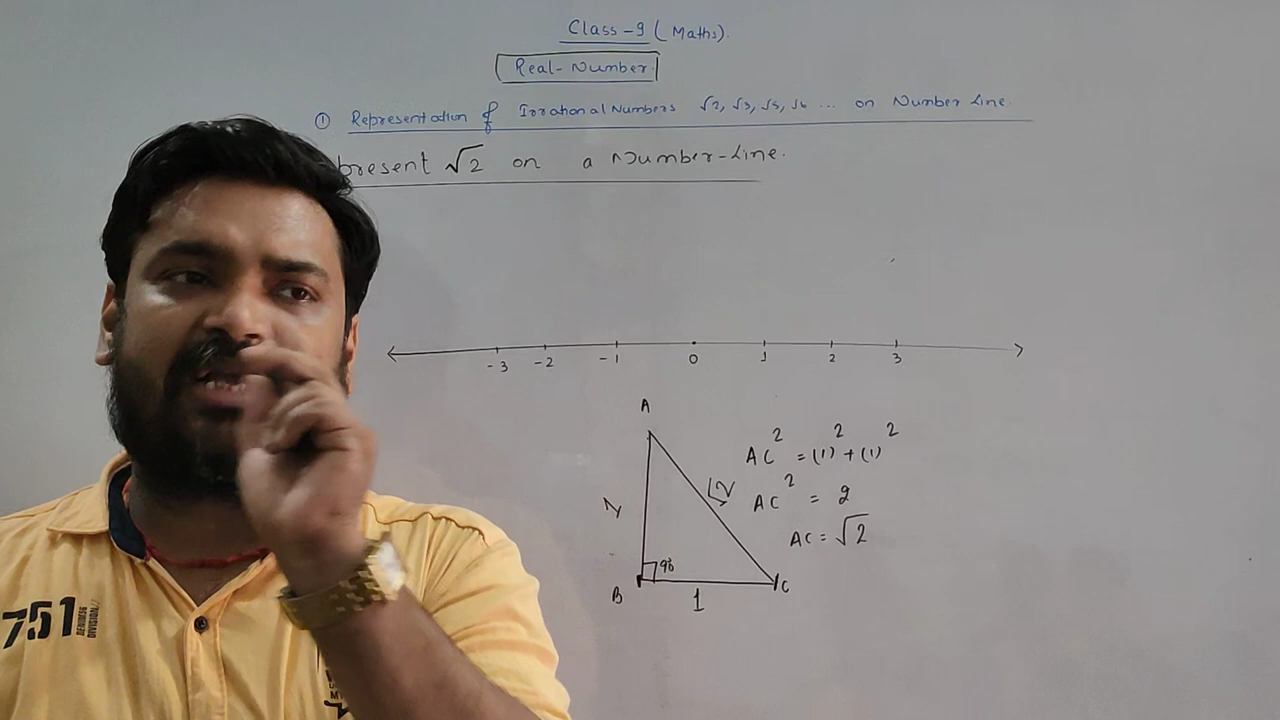 Class-9 (Maths).
Real-Number
① Representation of Irrational Numbers √2, √3, √5, √6 ... on Number Line.
present √2 on a Number-Line.
-3 -2 -1 0 1 2 3
A
AC² = (1)² + (1)²
√2
AC² = 2
AC = √2
90
B 1 C
751
DIVISION//